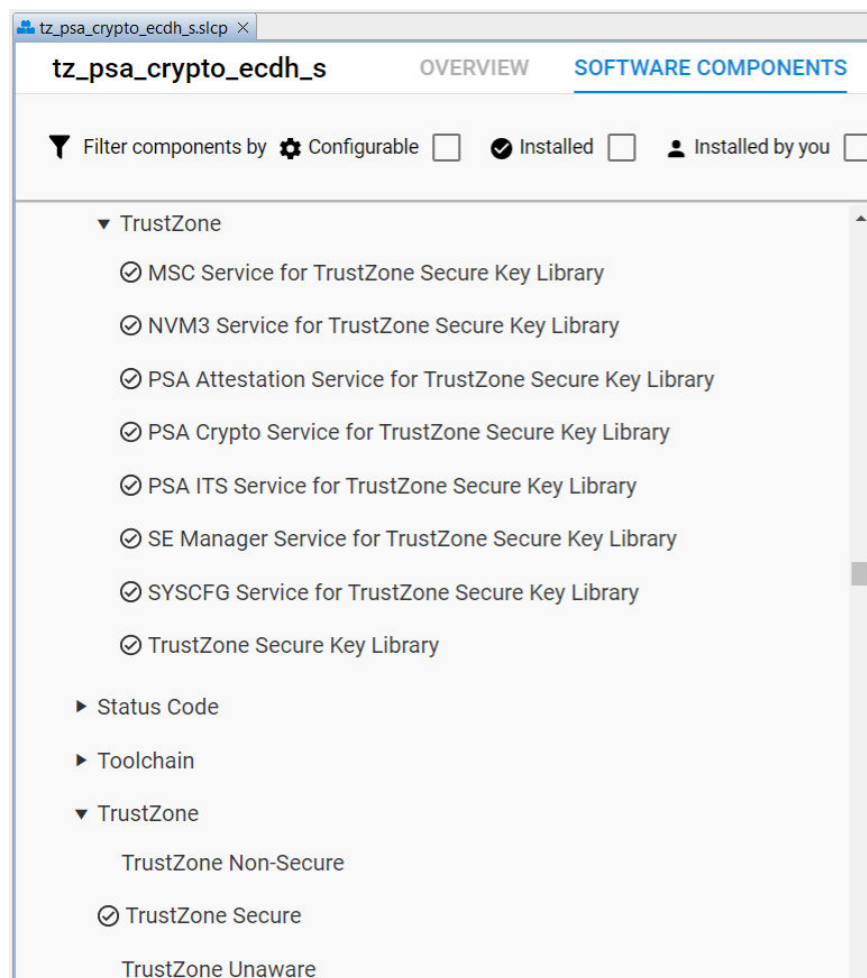 tz_psa_crypto_ecdh_s.slcp
tz_psa_crypto_ecdh_s OVERVIEW SOFTWARE COMPONENTS
Filter components by Configurable Installed Installed by you
TrustZone
MSC Service for TrustZone Secure Key Library
NVM3 Service for TrustZone Secure Key Library
PSA Attestation Service for TrustZone Secure Key Library
PSA Crypto Service for TrustZone Secure Key Library
PSA ITS Service for TrustZone Secure Key Library
SE Manager Service for TrustZone Secure Key Library
SYSCFG Service for TrustZone Secure Key Library
TrustZone Secure Key Library
Status Code
Toolchain
TrustZone
TrustZone Non-Secure
TrustZone Secure
TrustZone Unaware